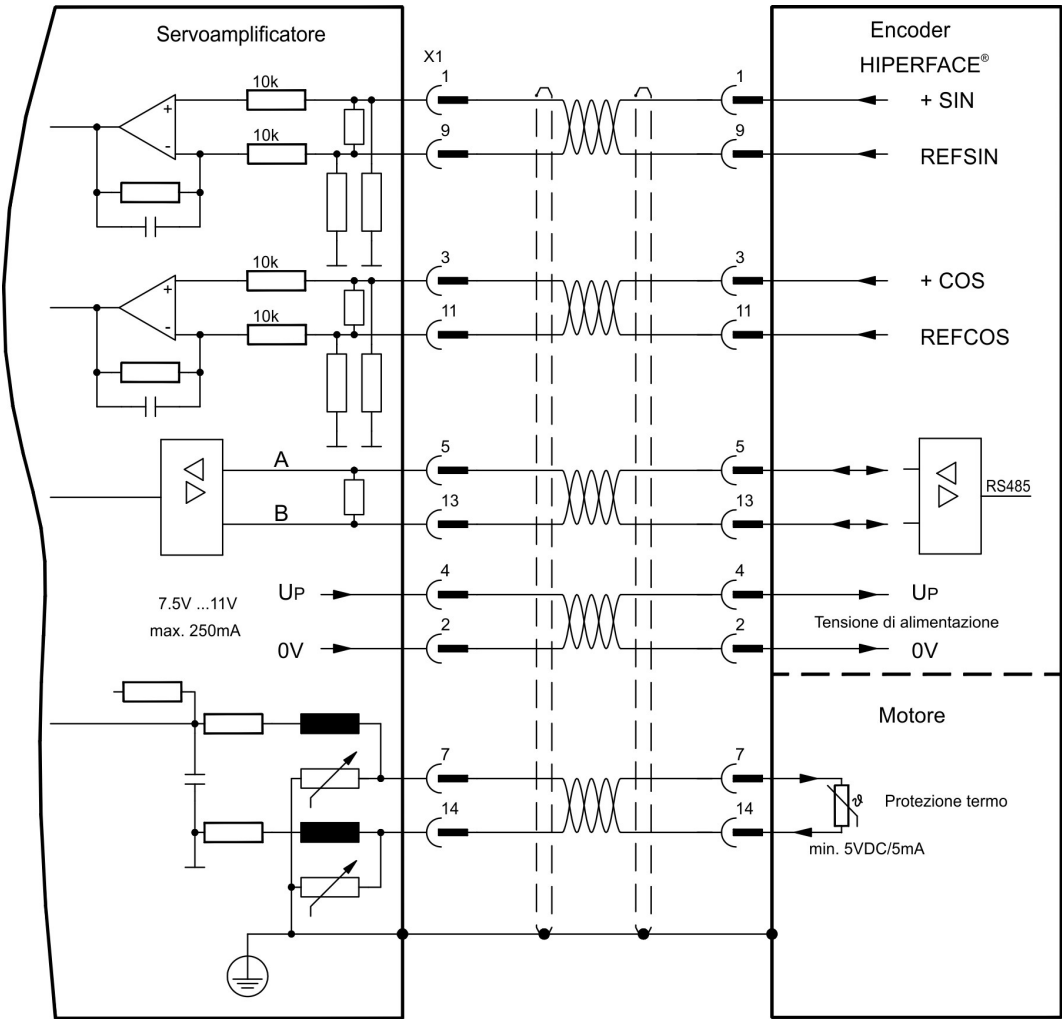 Servoamplificatore
Encoder
HIPERFACE®
X1
10k
1
1
+ SIN
+
-
10k
9
9
REFSIN
10k
3
3
+ COS
+
-
10k
11
11
REFCOS
A
5
5
RS485
B
13
13
7.5V ...11V
max. 250mA
UP
4
4
UP
Tensione di alimentazione
0V
2
2
0V
Motore
7
7
ϑ
Protezione termo
14
14
min. 5VDC/5mA